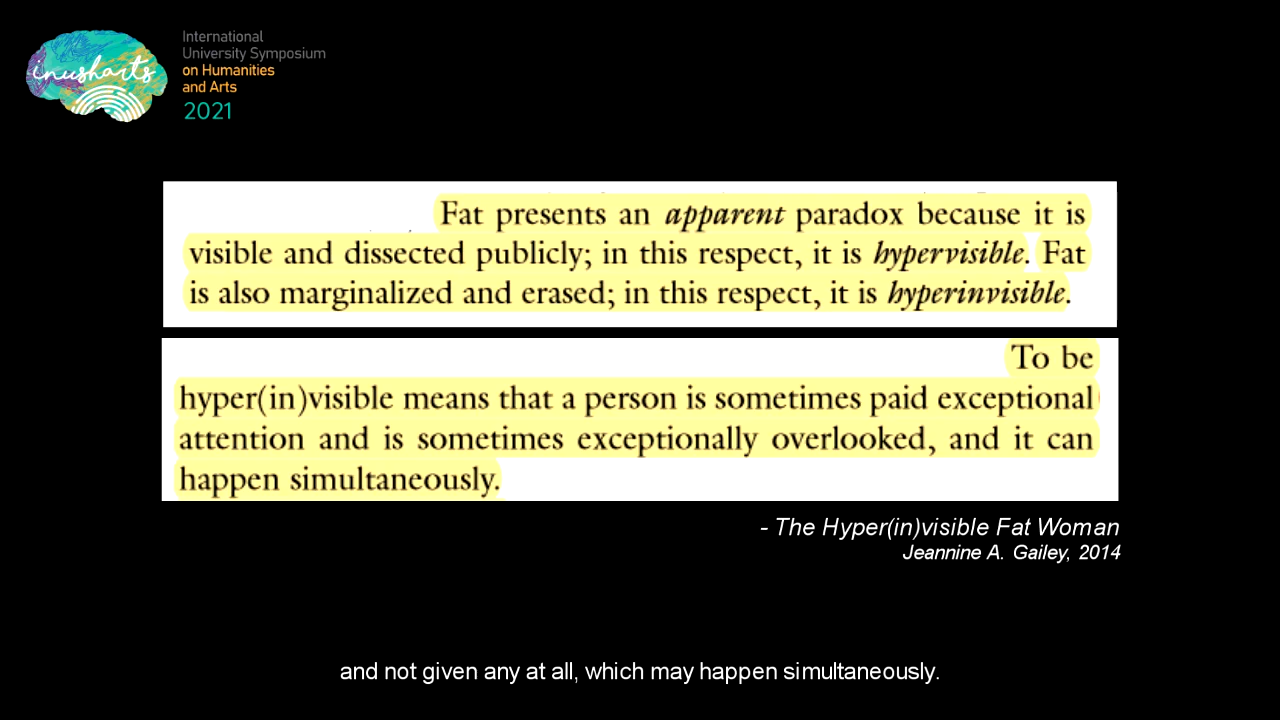 inusharts
International
University Symposium
on Humanities
and Arts
2021
Fat presents an apparent paradox because it is
visible and dissected publicly; in this respect, it is hypervisible. Fat
is also marginalized and erased; in this respect, it is hyperinvisible.
To be
hyper(in)visible means that a person is sometimes paid exceptional
attention and is sometimes exceptionally overlooked, and it can
happen simultaneously.
- The Hyper(in)visible Fat Woman
Jeannine A. Gailey, 2014
and not given any at all, which may happen simultaneously.